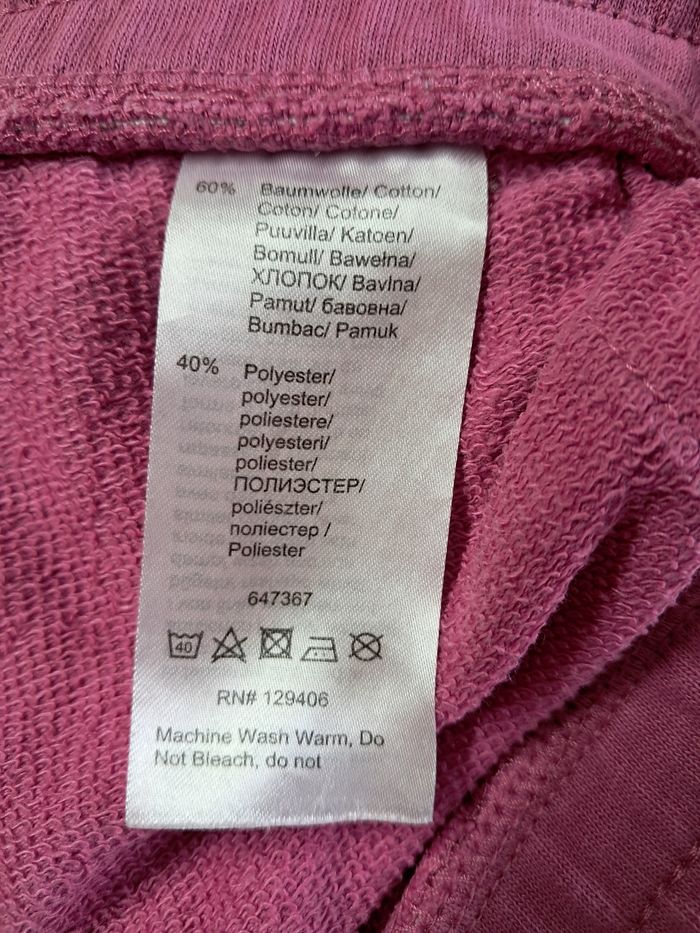 60% Baumwolle/ Cotton/
Coton/ Cotone/
Puuvilla/ Katoen/
Bomull/ Bawełna/
ХЛОПОК/ Bavlna/
Pamut/ бавовна/
Bumbac/ Pamuk
40% Polyester/
polyester/
poliestere/
polyesteri/
poliester/
ПОЛИЭСТЕР/
poliészter/
поліестер /
Poliester
647367
40
RN# 129406
Machine Wash Warm, Do
Not Bleach, do not